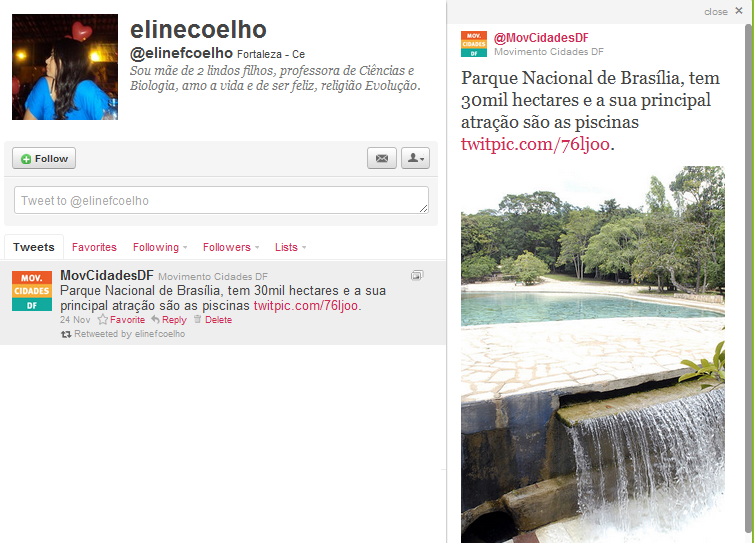 elinecoelho
@elinefcoelho Fortaleza - Ce
Sou mãe de 2 lindos filhos, professora de Ciências e
Biologia, amo a vida e de ser feliz, religião Evolução.
Follow
Tweet to @elinefcoelho
Tweets Favorites Following Followers Lists
MOV.
CIDADES
DF
MovCidadesDF Movimento Cidades DF
Parque Nacional de Brasília, tem 30mil hectares e a sua
principal atração são as piscinas twitpic.com/76ljoo.
24 Nov Favorite Reply Delete
Retweeted by elinefcoelho
close ×
MOV.
CIDADES
DF
@MovCidadesDF
Movimento Cidades DF
Parque Nacional de Brasília, tem
30mil hectares e a sua principal
atração são as piscinas
twitpic.com/76ljoo.